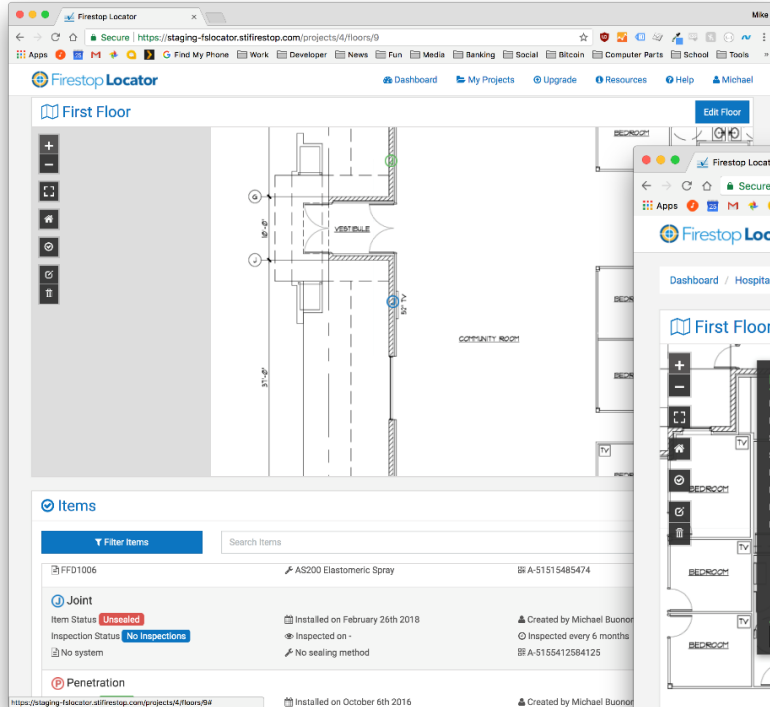 Firestop Locator
Mike
Secure | https://staging-fslocator.stifirestop.com/projects/4/floors/9
Apps
Find My Phone
Work
Developer
News
Fun
Media
Banking
Social
Bitcoin
Computer Parts
School
Tools
»
Firestop Locator
Dashboard
My Projects
Upgrade
Resources
Help
Michael
First Floor
Edit Floor
BEDROOM
G
VESTIBULE
J
J
50" TV
COMMUNITY ROOM
TV
Items
Filter Items
Search Items
FFD1006
AS200 Elastomeric Spray
A-51515485474
J Joint
Item Status Unsealed
Installed on February 26th 2018
Created by Michael Buonor
Inspection Status No Inspections
Inspected on -
Inspected every 6 months
No system
No sealing method
A-5155412584125
P Penetration
Installed on October 6th 2016
Created by Michael Buonor
https://staging-fslocator.stifirestop.com/projects/4/floors/9#
Firestop Locat
Secure
Apps
Firestop Loc
Dashboard / Hospita
First Floor
TV
BEDROOM
TV
BEDROOM
TV
BEDROOM